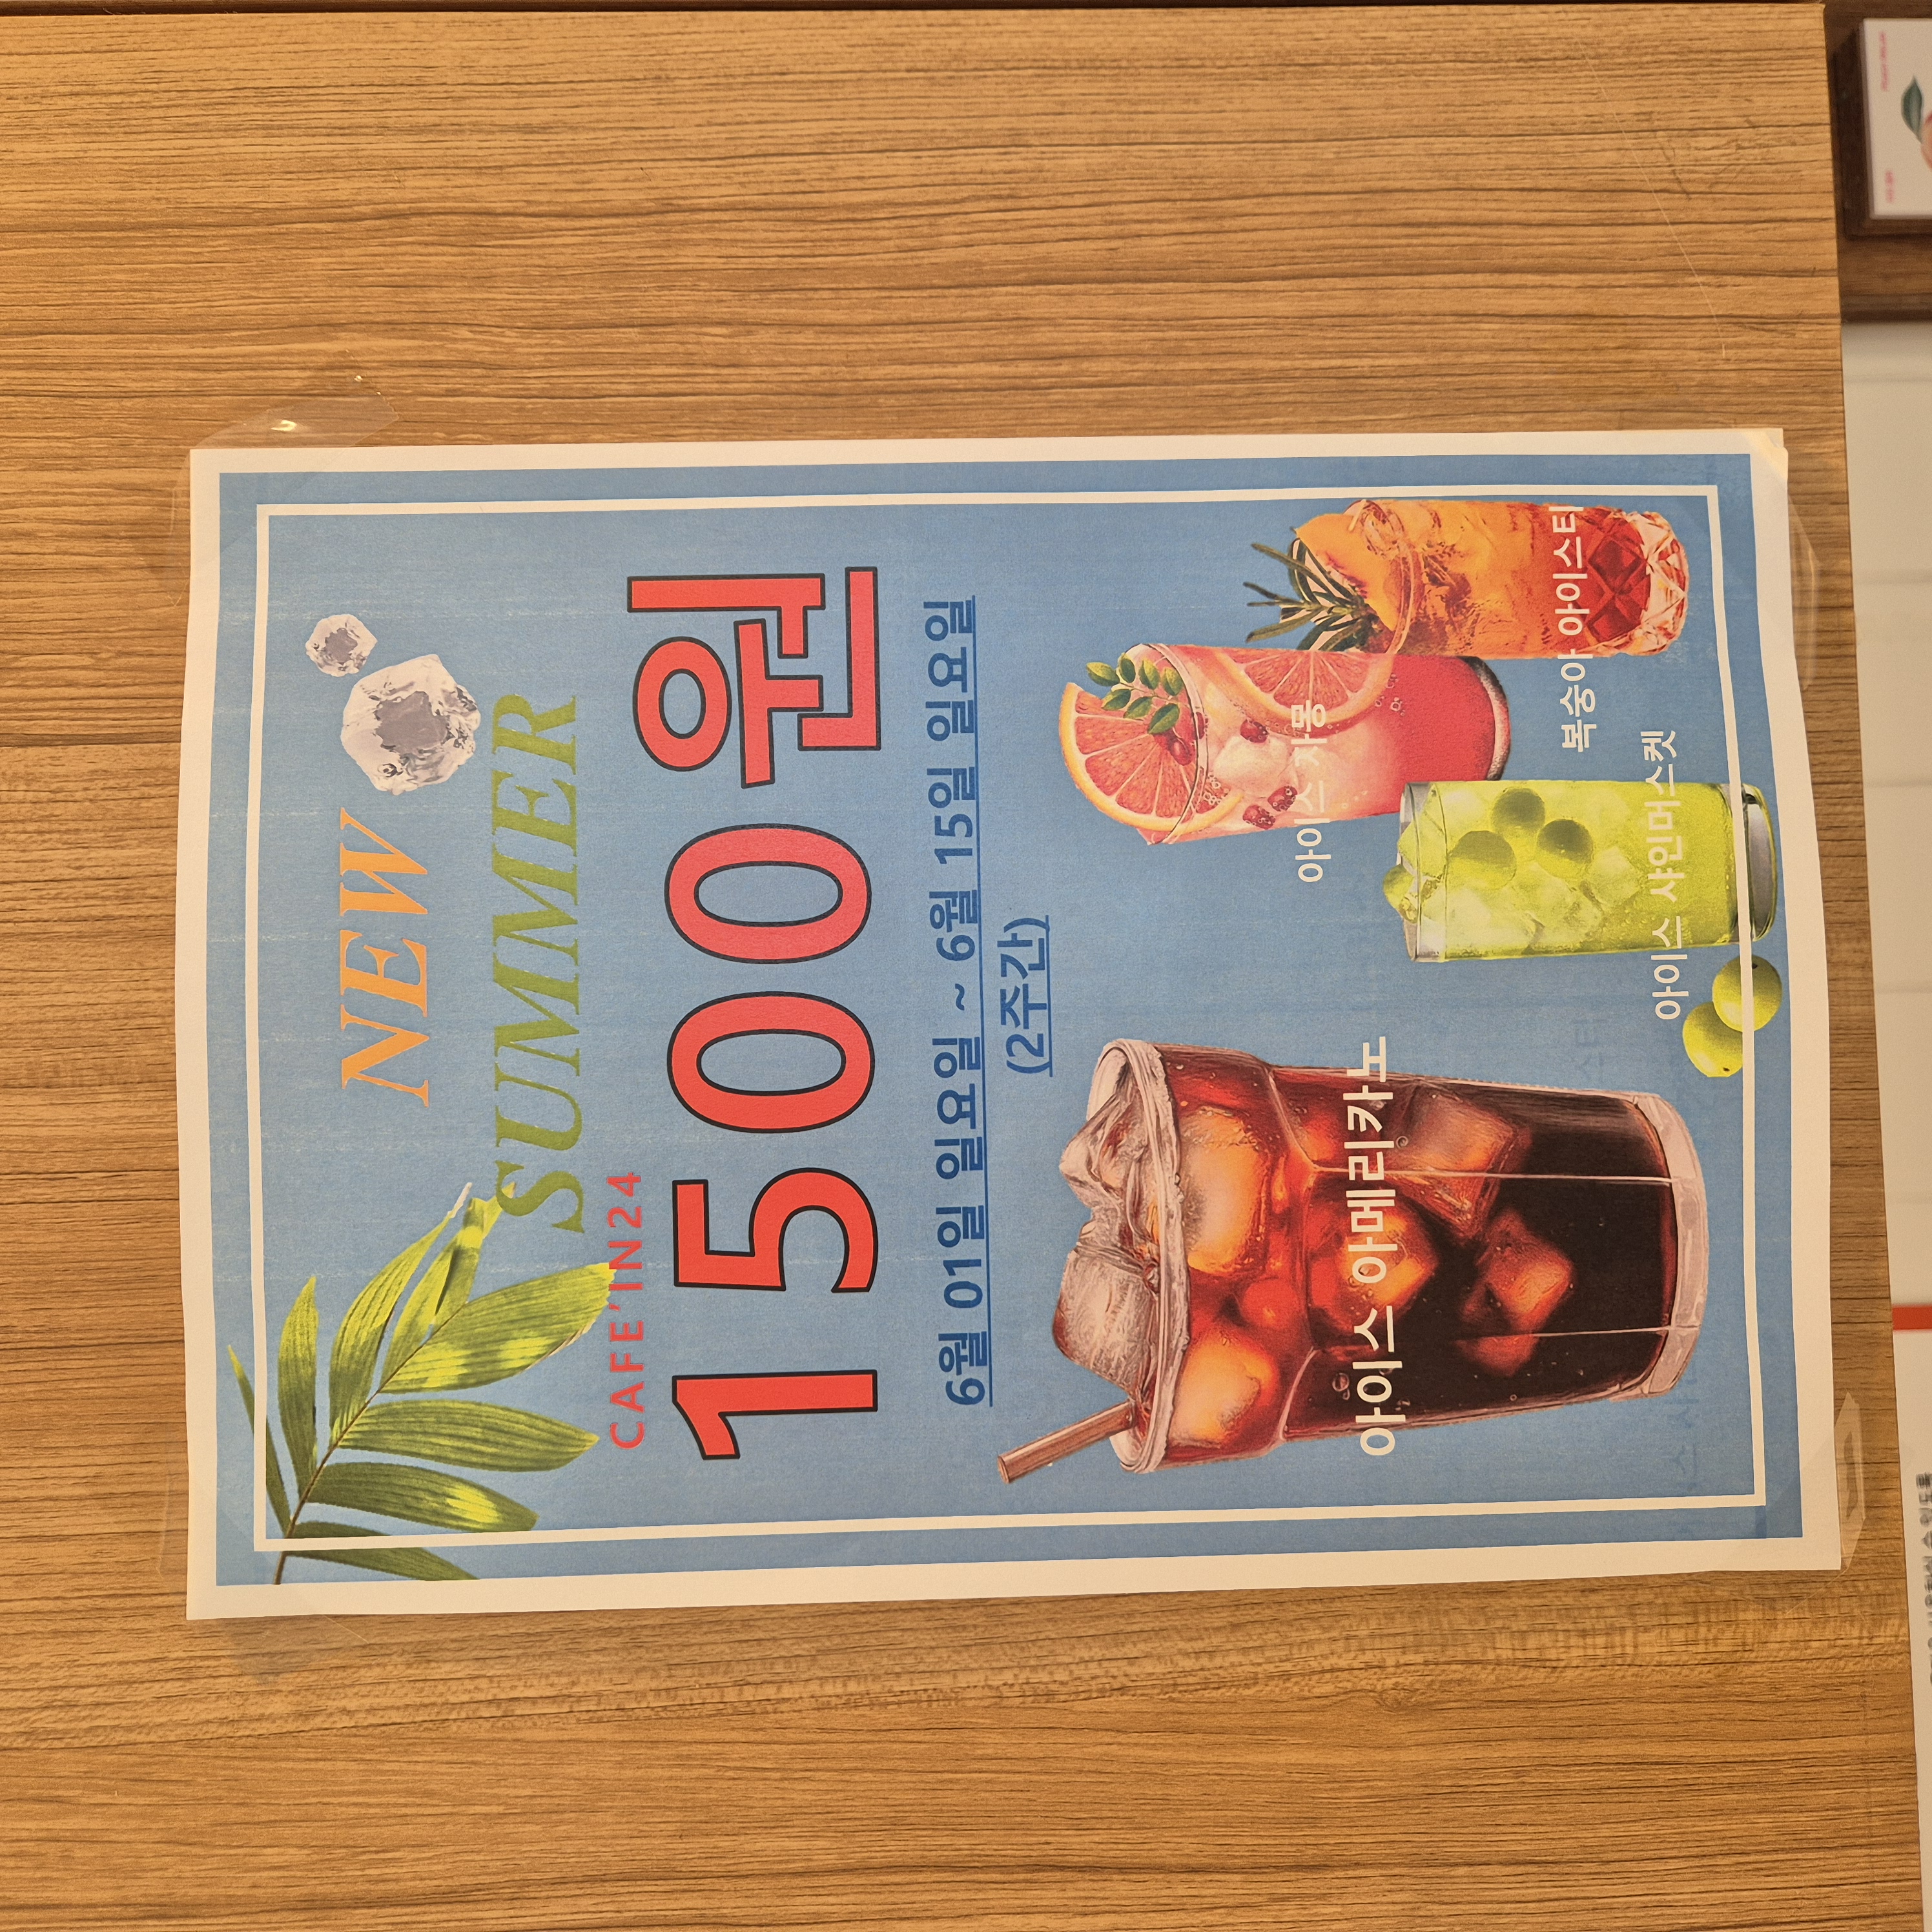 NEW
SUMMER
CAFE'IN24
1500원
6월 01일 일요일 ~ 6월 15일 일요일
(2주간)
아이스 아메리카노
아이스 자몽
아이스 샤인머스켓
복숭아 아이스티